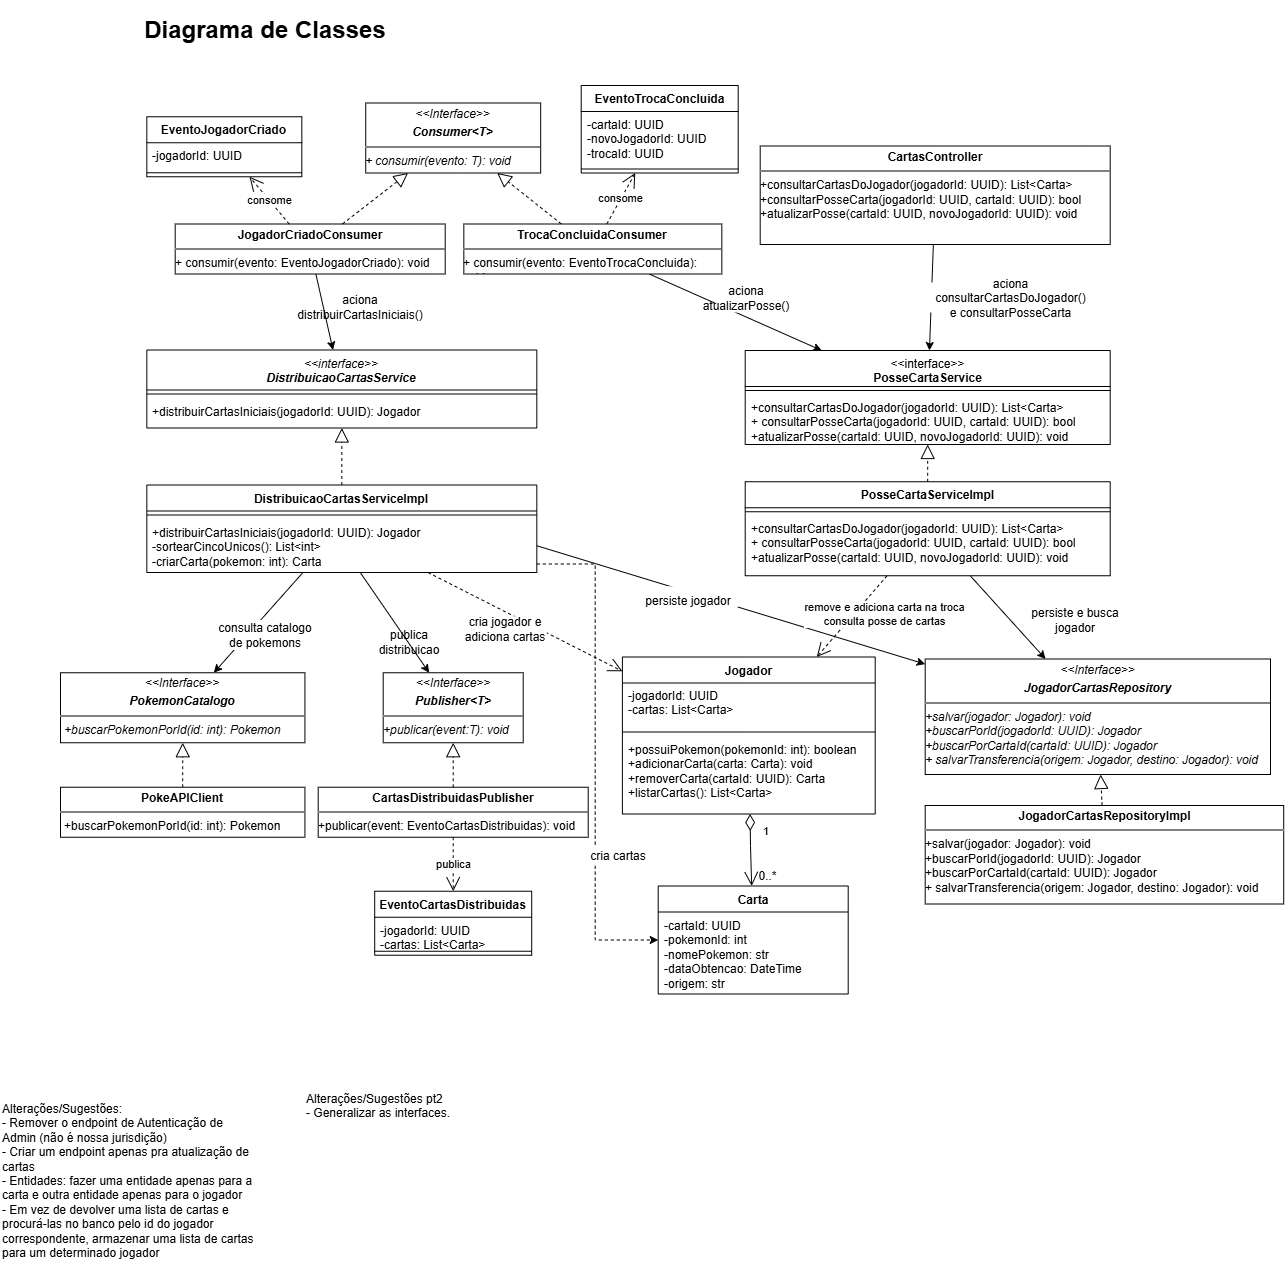 Diagrama de Classes
EventoJogadorCriado
-jogadorId: UUID
<<Interface>>
Consumer<T>
+ consumir(evento: T): void
EventoTrocaConcluida
-cartaId: UUID
-novoJogadorId: UUID
-trocaId: UUID
CartasController
+consultarCartasDoJogador(jogadorId: UUID): List<Carta>
+consultarPosseCarta(jogadorId: UUID, cartaId: UUID): bool
+atualizarPosse(cartaId: UUID, novoJogadorId: UUID): void
consome
consome
JogadorCriadoConsumer
+ consumir(evento: EventoJogadorCriado): void
TrocaConcluidaConsumer
+ consumir(evento: EventoTrocaConcluida):
aciona
distribuirCartasIniciais()
aciona
atualizarPosse()
aciona
consultarCartasDoJogador()
e consultarPosseCarta
<<interface>>
DistribuicaoCartasService
+distribuirCartasIniciais(jogadorId: UUID): Jogador
<<interface>>
PosseCartaService
+consultarCartasDoJogador(jogadorId: UUID): List<Carta>
+ consultarPosseCarta(jogadorId: UUID, cartaId: UUID): bool
+atualizarPosse(cartaId: UUID, novoJogadorId: UUID): void
DistribuicaoCartasServiceImpl
+distribuirCartasIniciais(jogadorId: UUID): Jogador
-sortearCincoUnicos(): List<int>
-criarCarta(pokemon: int): Carta
PosseCartaServiceImpl
+consultarCartasDoJogador(jogadorId: UUID): List<Carta>
+ consultarPosseCarta(jogadorId: UUID, cartaId: UUID): bool
+atualizarPosse(cartaId: UUID, novoJogadorId: UUID): void
consulta catalogo
de pokemons
publica
distribuicao
cria jogador e
adiciona cartas
persiste jogador
remove e adiciona carta na troca
consulta posse de cartas
persiste e busca
jogador
<<Interface>>
PokemonCatalogo
+buscarPokemonPorId(id: int): Pokemon
<<Interface>>
Publisher<T>
+publicar(event:T): void
Jogador
-jogadorId: UUID
-cartas: List<Carta>
+possuiPokemon(pokemonId: int): boolean
+adicionarCarta(carta: Carta): void
+removerCarta(cartaId: UUID): Carta
+listarCartas(): List<Carta>
<<Interface>>
JogadorCartasRepository
+salvar(jogador: Jogador): void
+buscarPorId(jogadorId: UUID): Jogador
+buscarPorCartaId(cartaId: UUID): Jogador
+ salvarTransferencia(origem: Jogador, destino: Jogador): void
PokeAPIClient
+buscarPokemonPorId(id: int): Pokemon
CartasDistribuidasPublisher
+publicar(event: EventoCartasDistribuidas): void
JogadorCartasRepositoryImpl
+salvar(jogador: Jogador): void
+buscarPorId(jogadorId: UUID): Jogador
+buscarPorCartaId(cartaId: UUID): Jogador
+ salvarTransferencia(origem: Jogador, destino: Jogador): void
1
0..*
publica
cria cartas
EventoCartasDistribuidas
-jogadorId: UUID
-cartas: List<Carta>
Carta
-cartaId: UUID
-pokemonId: int
-nomePokemon: str
-dataObtencao: DateTime
-origem: str
Alterações/Sugestões:
- Remover o endpoint de Autenticação de
Admin (não é nossa jurisdição)
- Criar um endpoint apenas pra atualização de
cartas
- Entidades: fazer uma entidade apenas para a
carta e outra entidade apenas para o jogador
- Em vez de devolver uma lista de cartas e
procurá-las no banco pelo id do jogador
correspondente, armazenar uma lista de cartas
para um determinado jogador
Alterações/Sugestões pt2
- Generalizar as interfaces.